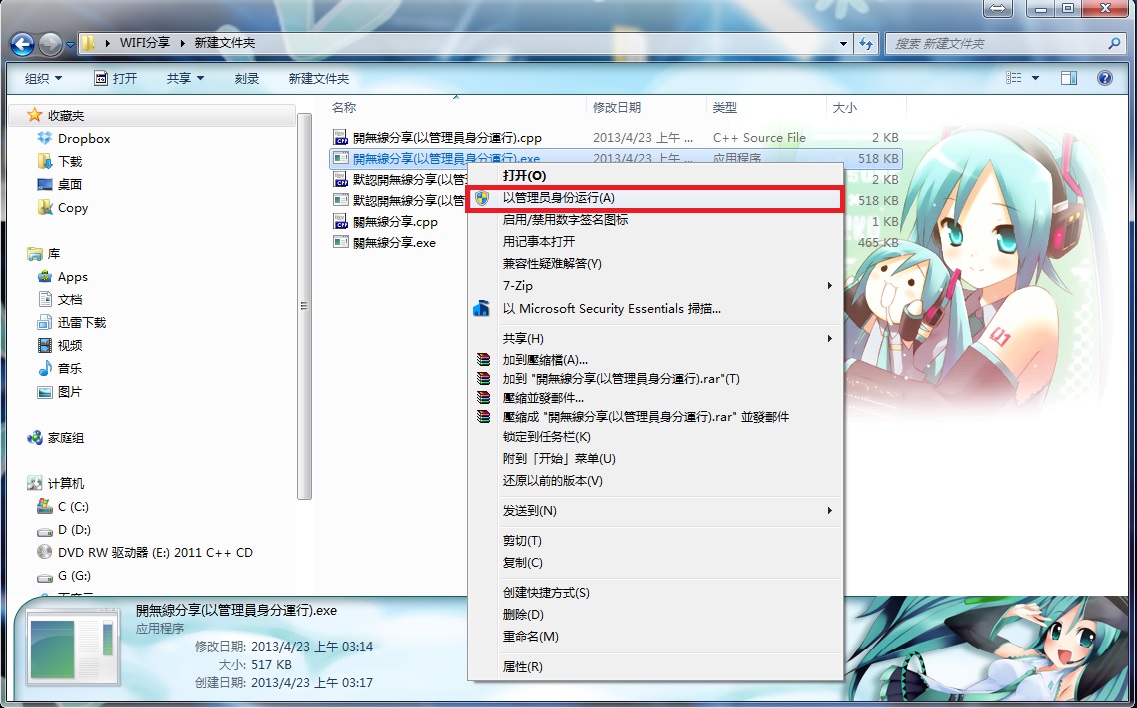 WIFI分享 新建文件夹
搜索 新建文件夹
组织 打开 共享 刻录 新建文件夹
名称 修改日期 类型 大小
收藏夹
Dropbox
下载
桌面
Copy
库
Apps
文档
迅雷下载
视频
音乐
图片
家庭组
计算机
C (C:)
D (D:)
DVD RW 驱动器 (E:) 2011 C++ CD
G (G:)
開無線分享(以管理員身分運行).cpp 2013/4/23 上午 ... C++ Source File 2 KB
開無線分享(以管理員身分運行).exe 2013/4/23 上午 ... 应用程序 518 KB
默認開無線分享(以管 2 KB
默認開無線分享(以管 518 KB
關無線分享.cpp 1 KB
關無線分享.exe 465 KB
打开(O)
以管理员身份运行(A)
启用/禁用数字签名图标
用记事本打开
兼容性疑难解答(Y)
7-Zip
以 Microsoft Security Essentials 掃描...
共享(H)
加到壓縮檔(A)...
加到 "開無線分享(以管理員身分運行).rar"(T)
壓縮並發郵件...
壓縮成 "開無線分享(以管理員身分運行).rar" 並發郵件
锁定到任务栏(K)
附到「开始」菜单(U)
还原以前的版本(V)
发送到(N)
剪切(T)
复制(C)
创建快捷方式(S)
删除(D)
重命名(M)
属性(R)
01
開無線分享(以管理員身分運行).exe
应用程序
修改日期: 2013/4/23 上午 03:14
大小: 517 KB
创建日期: 2013/4/23 上午 03:17